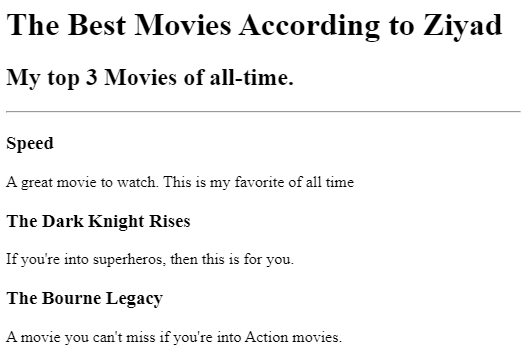 The Best Movies According to Ziyad
My top 3 Movies of all-time.
Speed
A great movie to watch. This is my favorite of all time
The Dark Knight Rises
If you're into superheros, then this is for you.
The Bourne Legacy
A movie you can't miss if you're into Action movies.